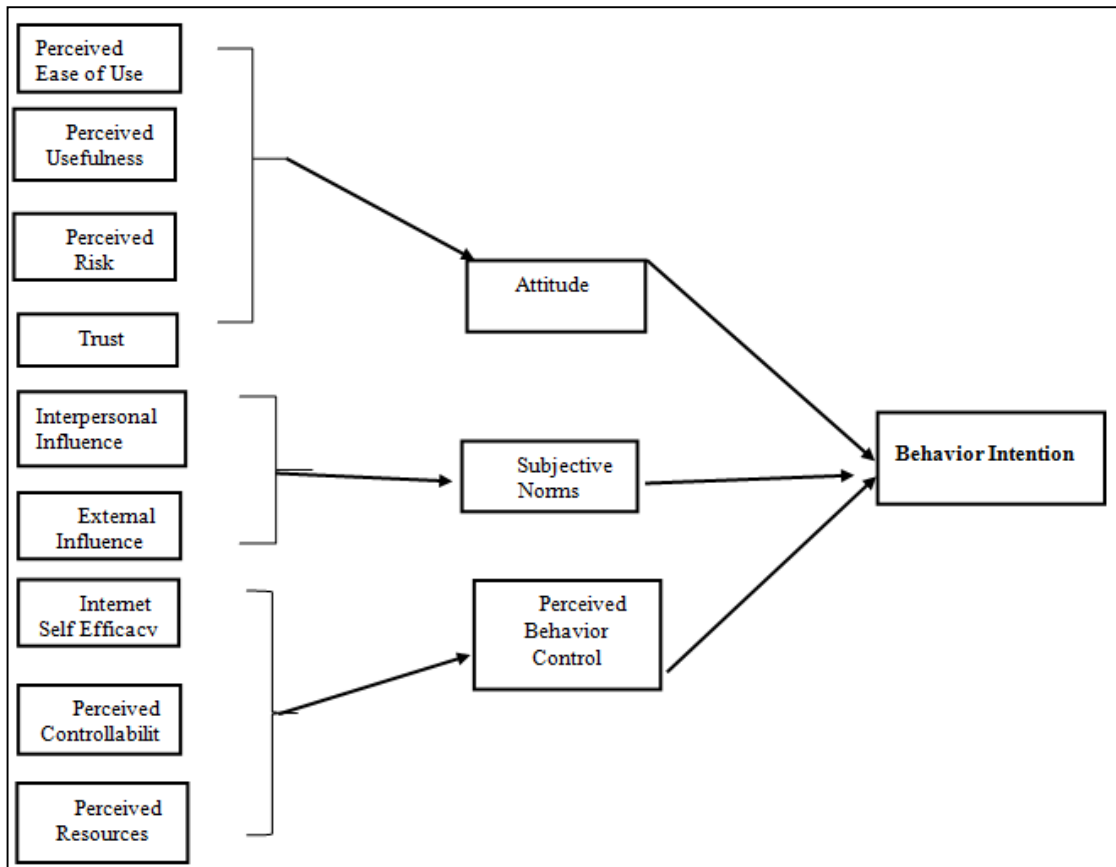 Perceived
Ease of Use
Perceived
Usefulness
Perceived
Risk
Trust
Interpersonal
Influence
External
Influence
Internet
Self Efficacy
Perceived
Controllabilit
Perceived
Resources
Attitude
Subjective
Norms
Perceived
Behavior
Control
Behavior Intention